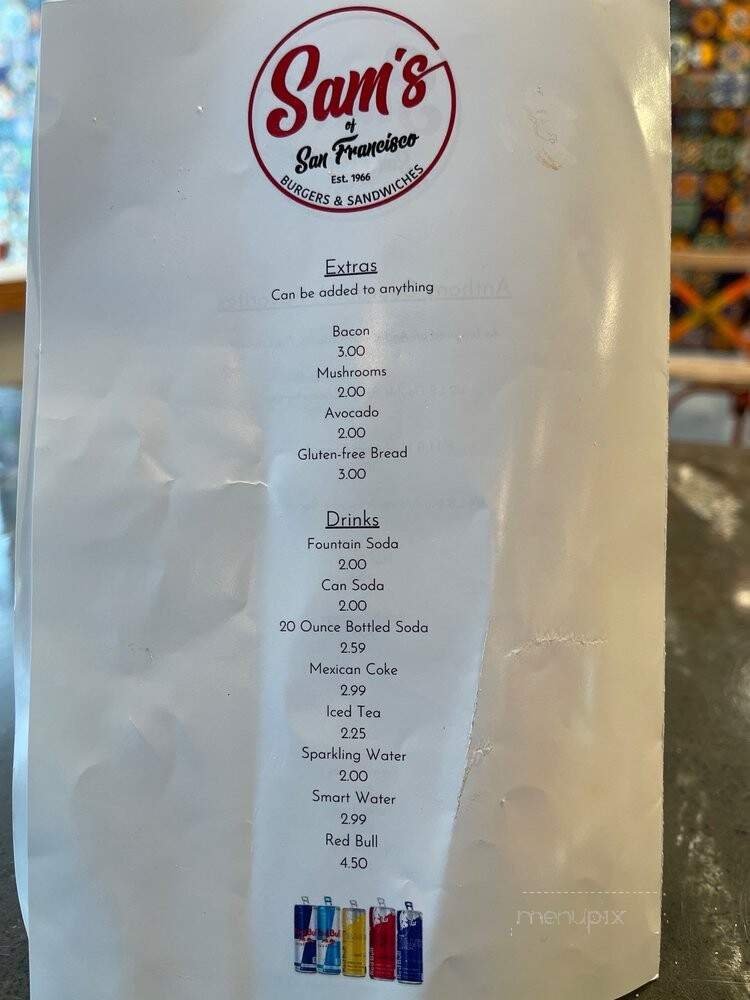 Sam's
of
San Francisco
Est. 1966
BURGERS & SANDWICHES
Extras
Can be added to anything
Bacon
3.00
Mushrooms
2.00
Avocado
2.00
Gluten-free Bread
3.00
Drinks
Fountain Soda
2.00
Can Soda
2.00
20 Ounce Bottled Soda
2.59
Mexican Coke
2.99
Iced Tea
2.25
Sparkling Water
2.00
Smart Water
2.99
Red Bull
4.50
menupix